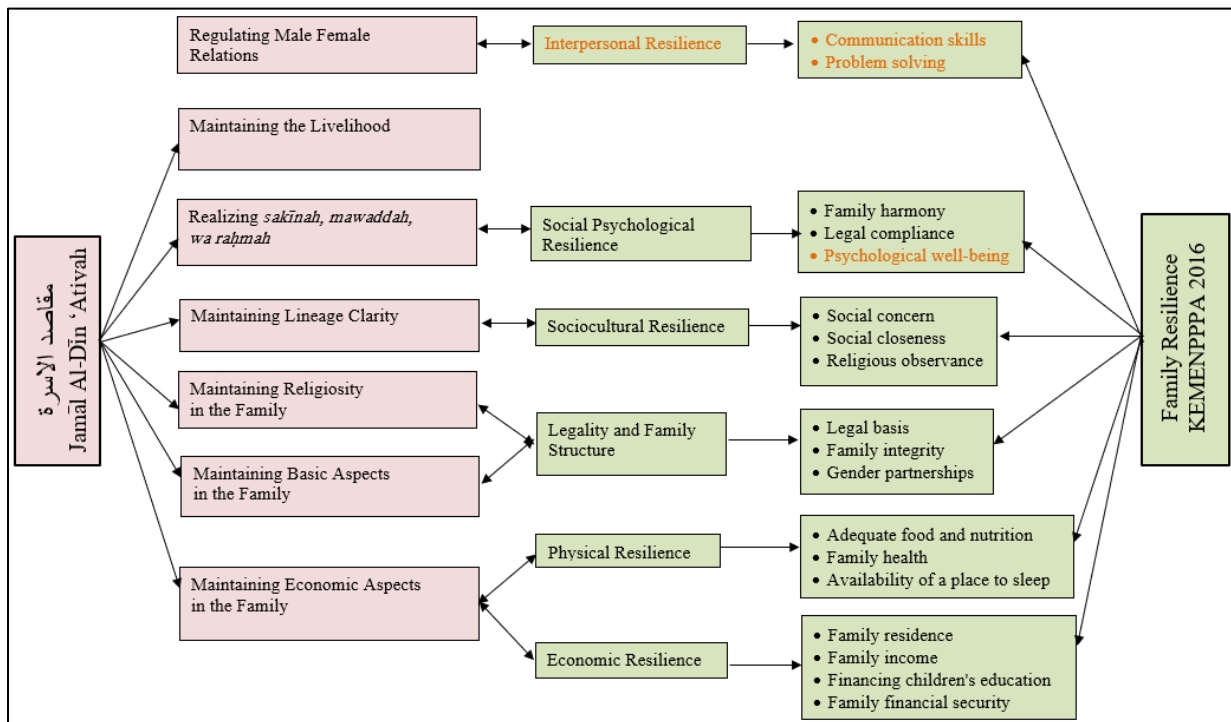 مقاصد الاسرة
Jamāl Al-Dīn ‘Ativah
Regulating Male Female
Relations
Maintaining the Livelihood
Realizing sakīnah, mawaddah,
wa raḥmah
Maintaining Lineage Clarity
Maintaining Religiosity
in the Family
Maintaining Basic Aspects
in the Family
Maintaining Economic Aspects
in the Family
Interpersonal Resilience
Social Psychological
Resilience
Sociocultural Resilience
Legality and Family
Structure
Physical Resilience
Economic Resilience
• Communication skills
• Problem solving
• Family harmony
• Legal compliance
• Psychological well-being
• Social concern
• Social closeness
• Religious observance
• Legal basis
• Family integrity
• Gender partnerships
• Adequate food and nutrition
• Family health
• Availability of a place to sleep
• Family residence
• Family income
• Financing children's education
• Family financial security
Family Resilience
KEMENPPPA 2016